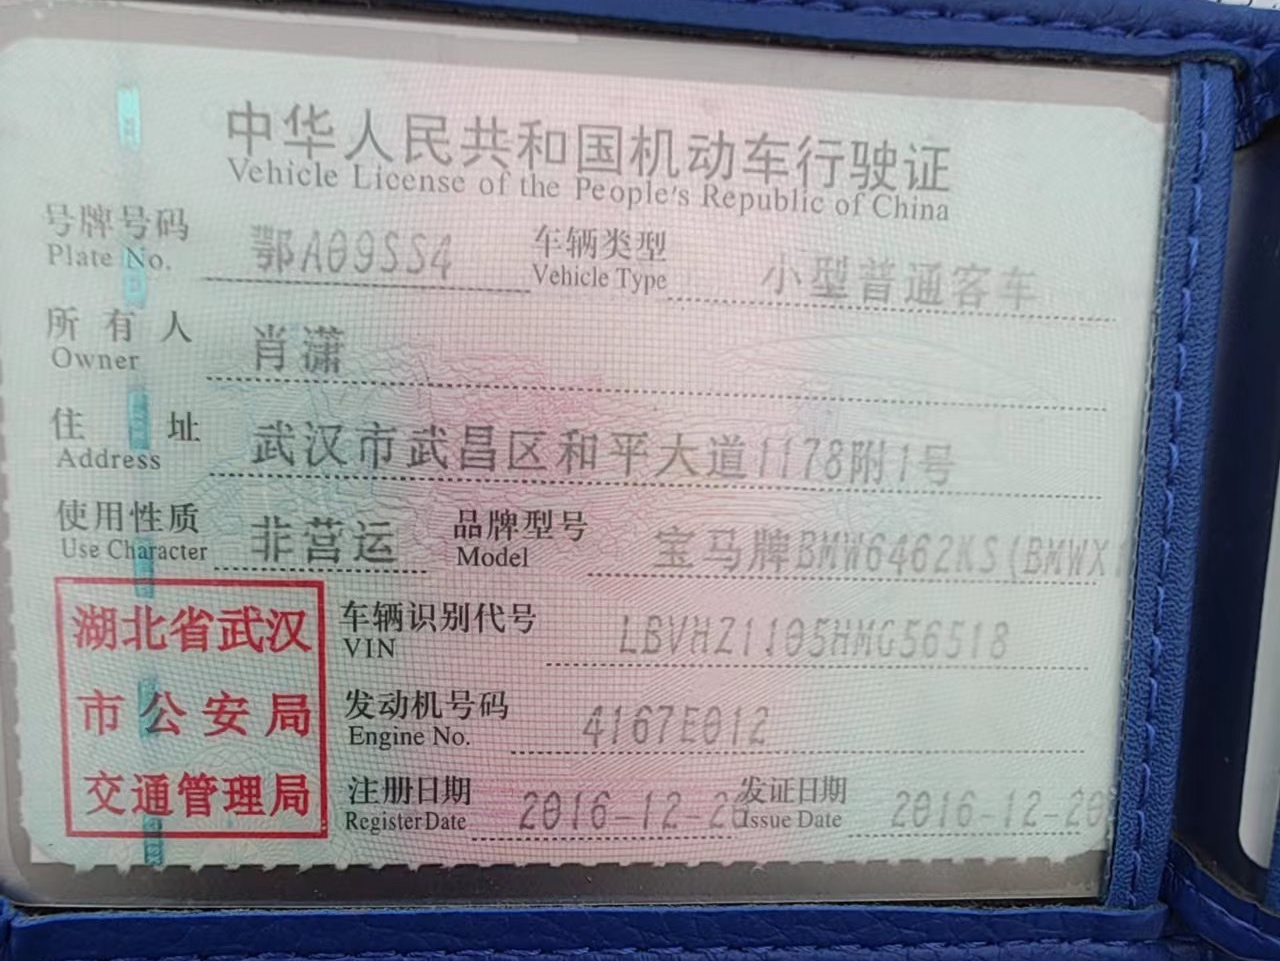 中华人民共和国机动车行驶证
Vehicle License of the People's Republic of China
号牌号码 鄂A09SS4 车辆类型 小型普通客车
Plate No. Vehicle Type
所有人 肖潇
Owner
住址 武汉市武昌区和平大道1178附1号
Address
使用性质 非营运 品牌型号 宝马牌BMW6462KS(BMWX1
Use Character Model
湖北省武汉
市公安局
交通管理局
车辆识别代号 LBVHZ1105HMG56518
VIN
发动机号码 4167E012
Engine No.
注册日期 2016-12-20 发证日期 2016-12-20
Register Date Issue Date